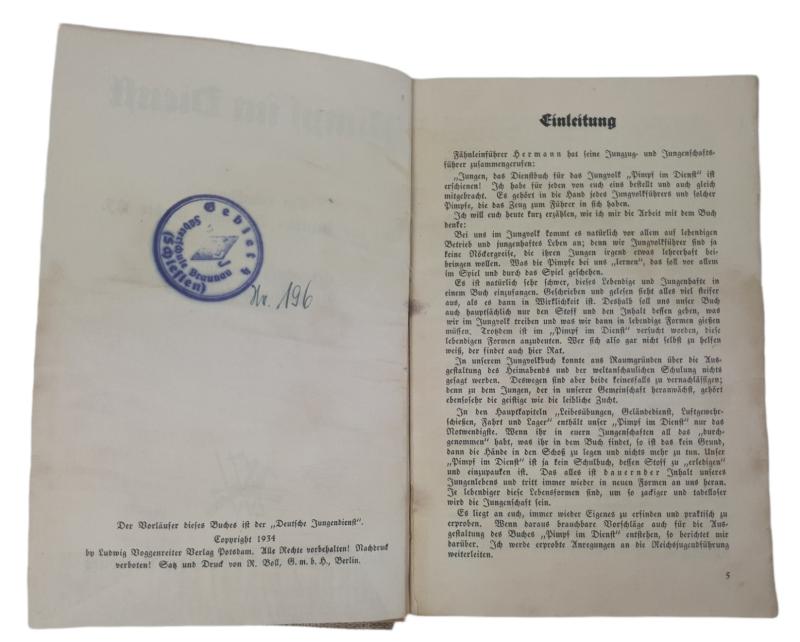 Gebiet 4
Führerschule Braunau
(Schlesien)
Nr. 196
Der Vorläufer dieses Buches ist der „Deutsche Jungendienst".
Copyright 1934
by Ludwig Voggenreiter Verlag Potsdam. Alle Rechte vorbehalten! Nachdruck
verboten! Satz und Druck von R. Boll, G. m. b. H., Berlin.
Einleitung
Fähnleinführer Hermann hat seine Jungzug- und Jungenschafts-
führer zusammengerufen:
„Jungen, das Dienstbuch für das Jungvolk „Pimpf im Dienst" ist
erschienen! Ich habe für jeden von euch eins bestellt und auch gleich
mitgebracht. Es gehört in die Hand jedes Jungvolkführers und solcher
Pimpfe, die das Zeug zum Führer in sich haben.
Ich will euch heute kurz erzählen, wie ich mir die Arbeit mit dem Buch
denke:
Bei uns im Jungvolk kommt es natürlich vor allem auf lebendigen
Betrieb und jungenhaftes Leben an; denn wir Jungvolkführer sind ja
keine Nörgergreise, die ihren Jungen irgend etwas lehrerhaft bei-
bringen wollen. Was die Pimpfe bei uns „lernen", das soll vor allem
im Spiel und durch das Spiel geschehen.
Es ist natürlich sehr schwer, dieses Lebendige und Jungenhafte in
einem Buch einzufangen. Geschrieben und gelesen sieht alles viel steifer
aus, als es dann in Wirklichkeit ist. Deshalb soll uns unser Buch
auch hauptsächlich nur den Stoff und den Inhalt dessen geben, was
wir im Jungvolk treiben und was wir dann in lebendige Formen gießen
müssen. Trotzdem ist im „Pimpf im Dienst" versucht worden, diese
lebendigen Formen anzudeuten. Wer sich also gar nicht selbst zu helfen
weiß, der findet auch hier Rat.
In unserem Jungvolkbuch konnte aus Raumgründen über die Aus-
gestaltung des Heimabends und der weltanschaulichen Schulung nichts
gesagt werden. Deswegen sind aber beide keinesfalls zu vernachlässigen;
denn zu dem Jungen, der in unserer Gemeinschaft heranwächst, gehört
ebensosehr die geistige wie die leibliche Zucht.
In den Hauptkapiteln „Leibesübungen, Geländedienst, Luftgewehr-
schießen, Fahrt und Lager" enthält unser „Pimpf im Dienst" nur das
Notwendigste. Wenn ihr in euern Jungenschaften all das „durch-
genommen" habt, was ihr in dem Buch findet, so ist das kein Grund,
dann die Hände in den Schoß zu legen und nichts mehr zu tun. Unser
„Pimpf im Dienst" ist ja kein Schulbuch, dessen Stoff zu „erledigen"
und einzupauken ist. Das alles ist dauernder Inhalt unseres
Jungenlebens und tritt immer wieder in neuen Formen an uns heran.
Je lebendiger diese Lebensformen sind, um so zackiger und tadelloser
wird die Jungenschaft sein.
Es liegt an euch, immer wieder Eigenes zu erfinden und praktisch zu
erproben. Wenn daraus brauchbare Vorschläge auch für die Aus-
gestaltung des Buches „Pimpf im Dienst" entstehen, so berichtet mir
darüber. Ich werde erprobte Anregungen an die Reichsjugendführung
weiterleiten.
5